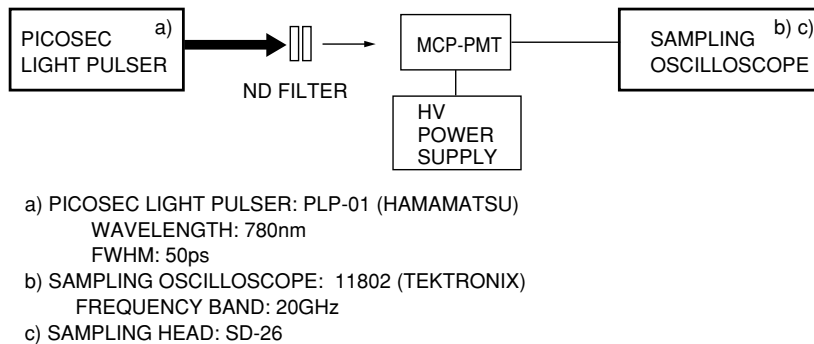 PICOSEC a)
LIGHT PULSER
ND FILTER
MCP-PMT
HV
POWER
SUPPLY
b) c)
SAMPLING
OSCILLOSCOPE
a) PICOSEC LIGHT PULSER: PLP-01 (HAMAMATSU)
WAVELENGTH: 780nm
FWHM: 50ps
b) SAMPLING OSCILLOSCOPE: 11802 (TEKTRONIX)
FREQUENCY BAND: 20GHz
c) SAMPLING HEAD: SD-26